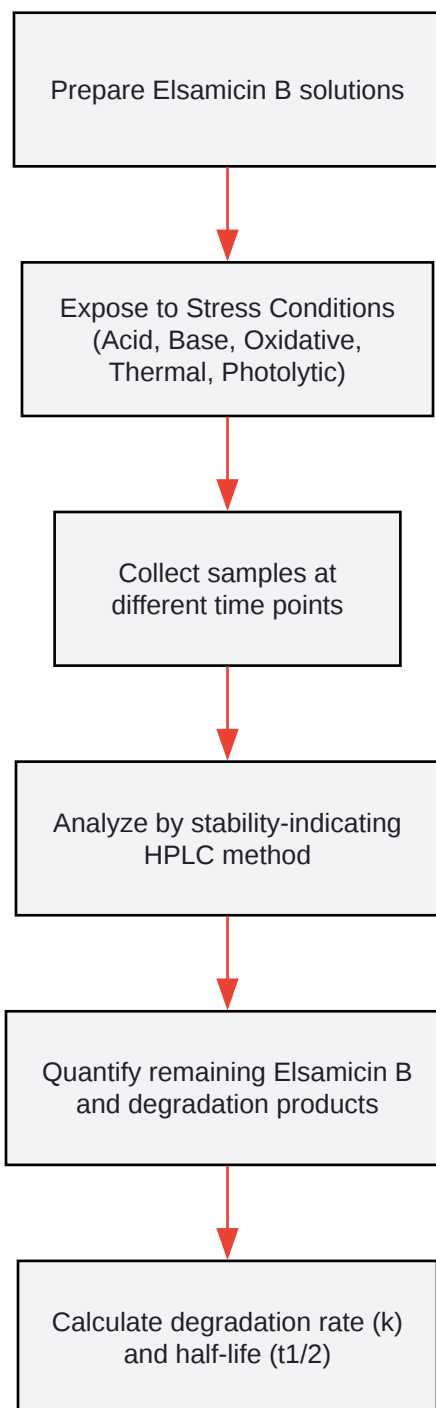 Prepare Elsamicin B solutions
Expose to Stress Conditions
(Acid, Base, Oxidative,
Thermal, Photolytic)
Collect samples at
different time points
Analyze by stability-indicating
HPLC method
Quantify remaining Elsamicin B
and degradation products
Calculate degradation rate (k)
and half-life (t1/2)